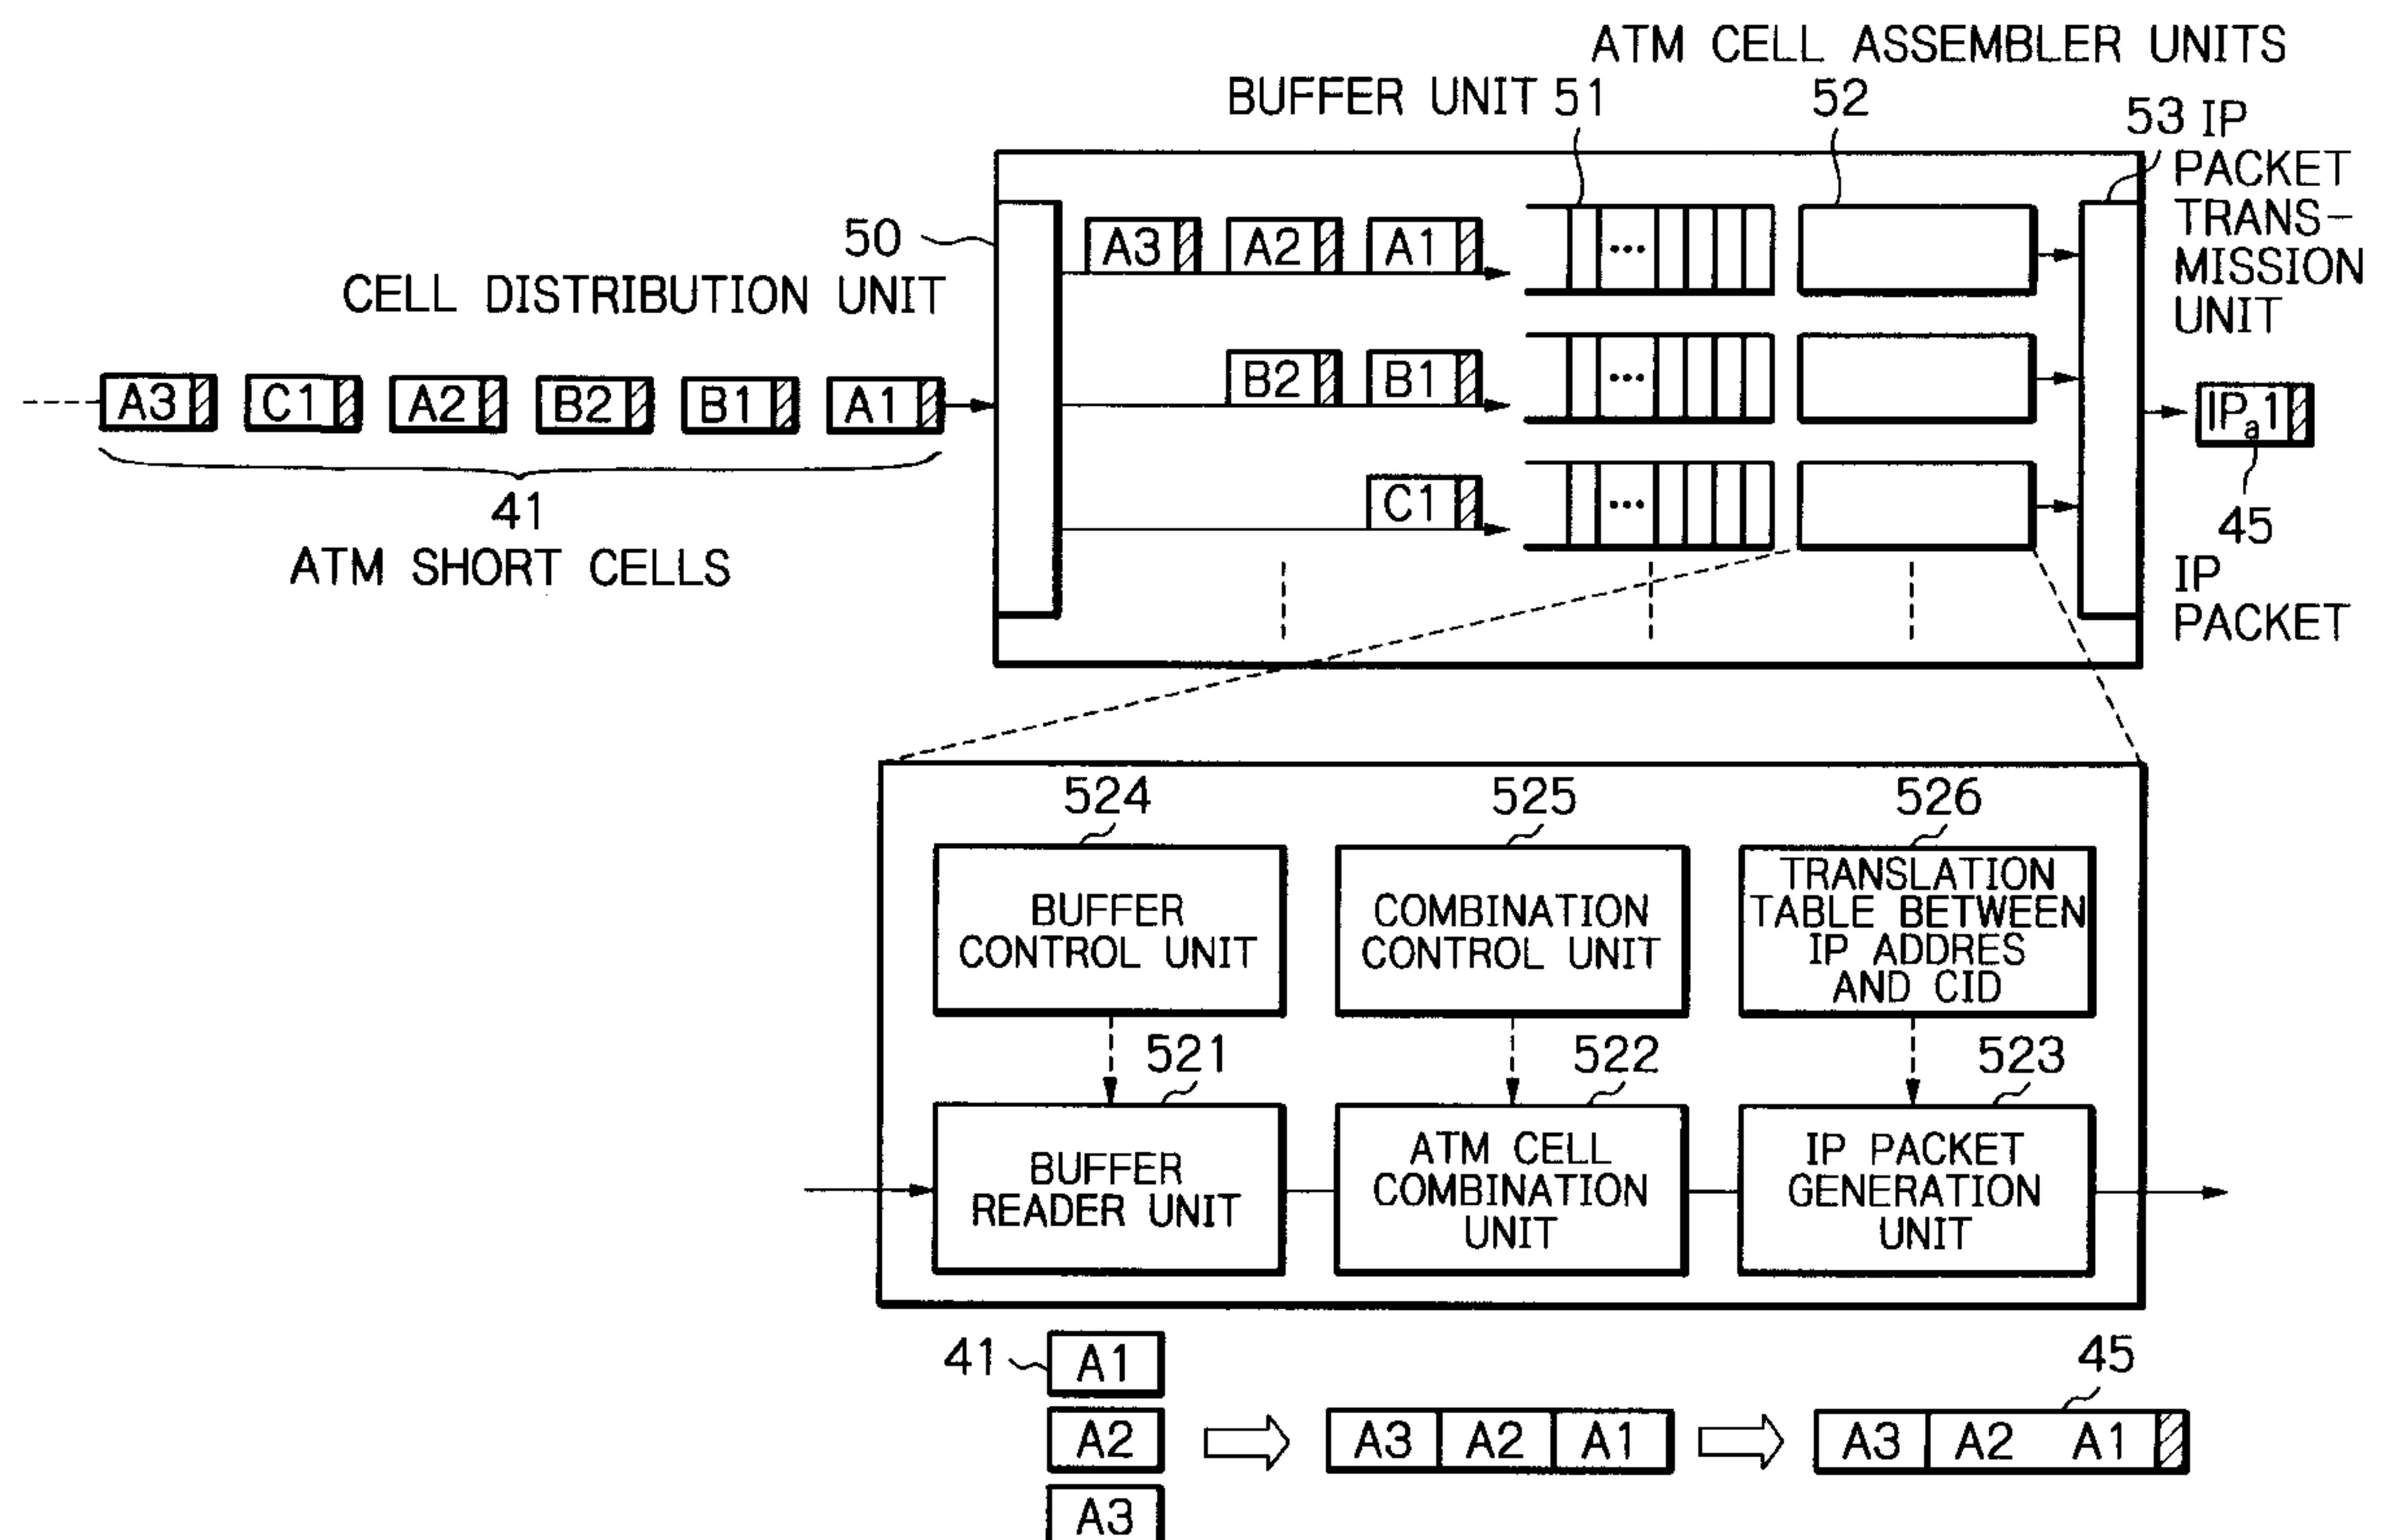 ATM CELL ASSEMBLER UNITS
BUFFER UNIT 51
52
53 IP
PACKET
TRANS-
MISSION
UNIT
50
CELL DISTRIBUTION UNIT
A3 A2 A1
...
B2 B1
...
C1
...
A3 C1 A2 B2 B1 A1
41
ATM SHORT CELLS
IPa1
45
IP
PACKET
524
525
526
BUFFER
CONTROL UNIT
COMBINATION
CONTROL UNIT
TRANSLATION
TABLE BETWEEN
IP ADDRES
AND CID
521
522
523
BUFFER
READER UNIT
ATM CELL
COMBINATION
UNIT
IP PACKET
GENERATION
UNIT
41
A1
A2
A3
A3 A2 A1
45
A3 A2 A1